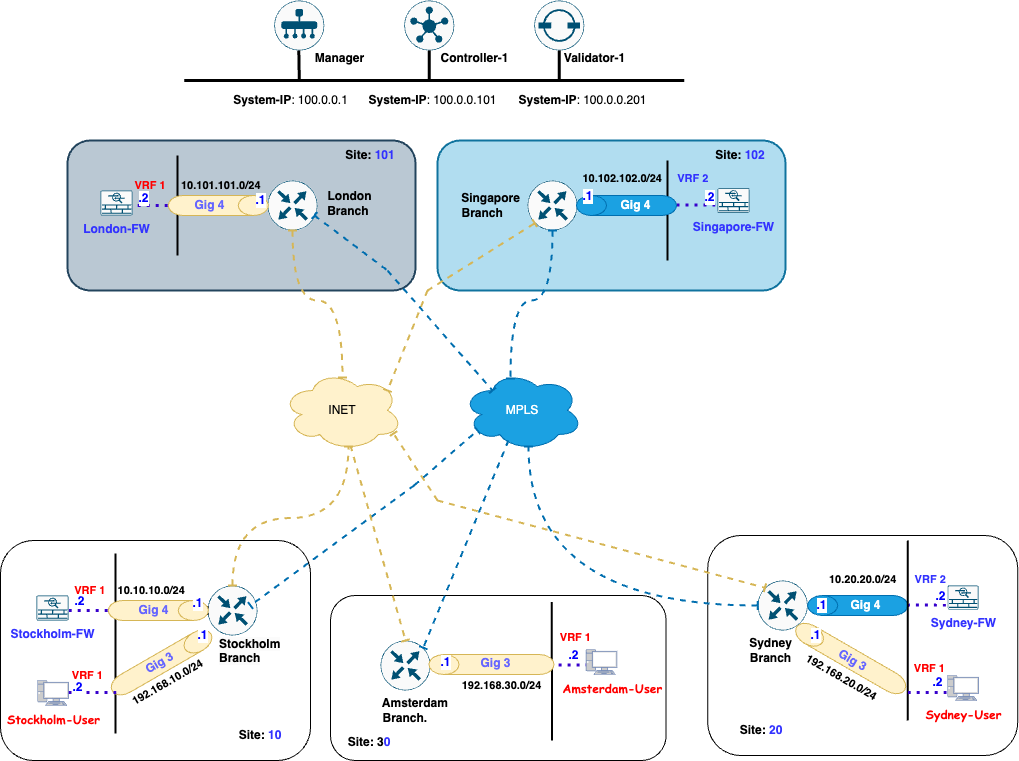 Manager
Controller-1
Validator-1
System-IP: 100.0.0.1
System-IP: 100.0.0.101
System-IP: 100.0.0.201
Site: 101
VRF 1
.2
10.101.101.0/24
Gig 4
.1
London
Branch
London-FW
Site: 102
Singapore
Branch
10.102.102.0/24
.1
Gig 4
VRF 2
.2
Singapore-FW
INET
MPLS
VRF 1
.2
10.10.10.0/24
Gig 4
.1
Stockholm-FW
Stockholm
Branch
VRF 1
.2
.1
Gig 3
192.168.10.0/24
Stockholm-User
Site: 10
Amsterdam
Branch.
.1
Gig 3
192.168.30.0/24
VRF 1
.2
Amsterdam-User
Site: 30
10.20.20.0/24
.1
Gig 4
VRF 2
.2
Sydney-FW
Sydney
Branch
.1
Gig 3
192.168.20.0/24
VRF 1
.2
Sydney-User
Site: 20